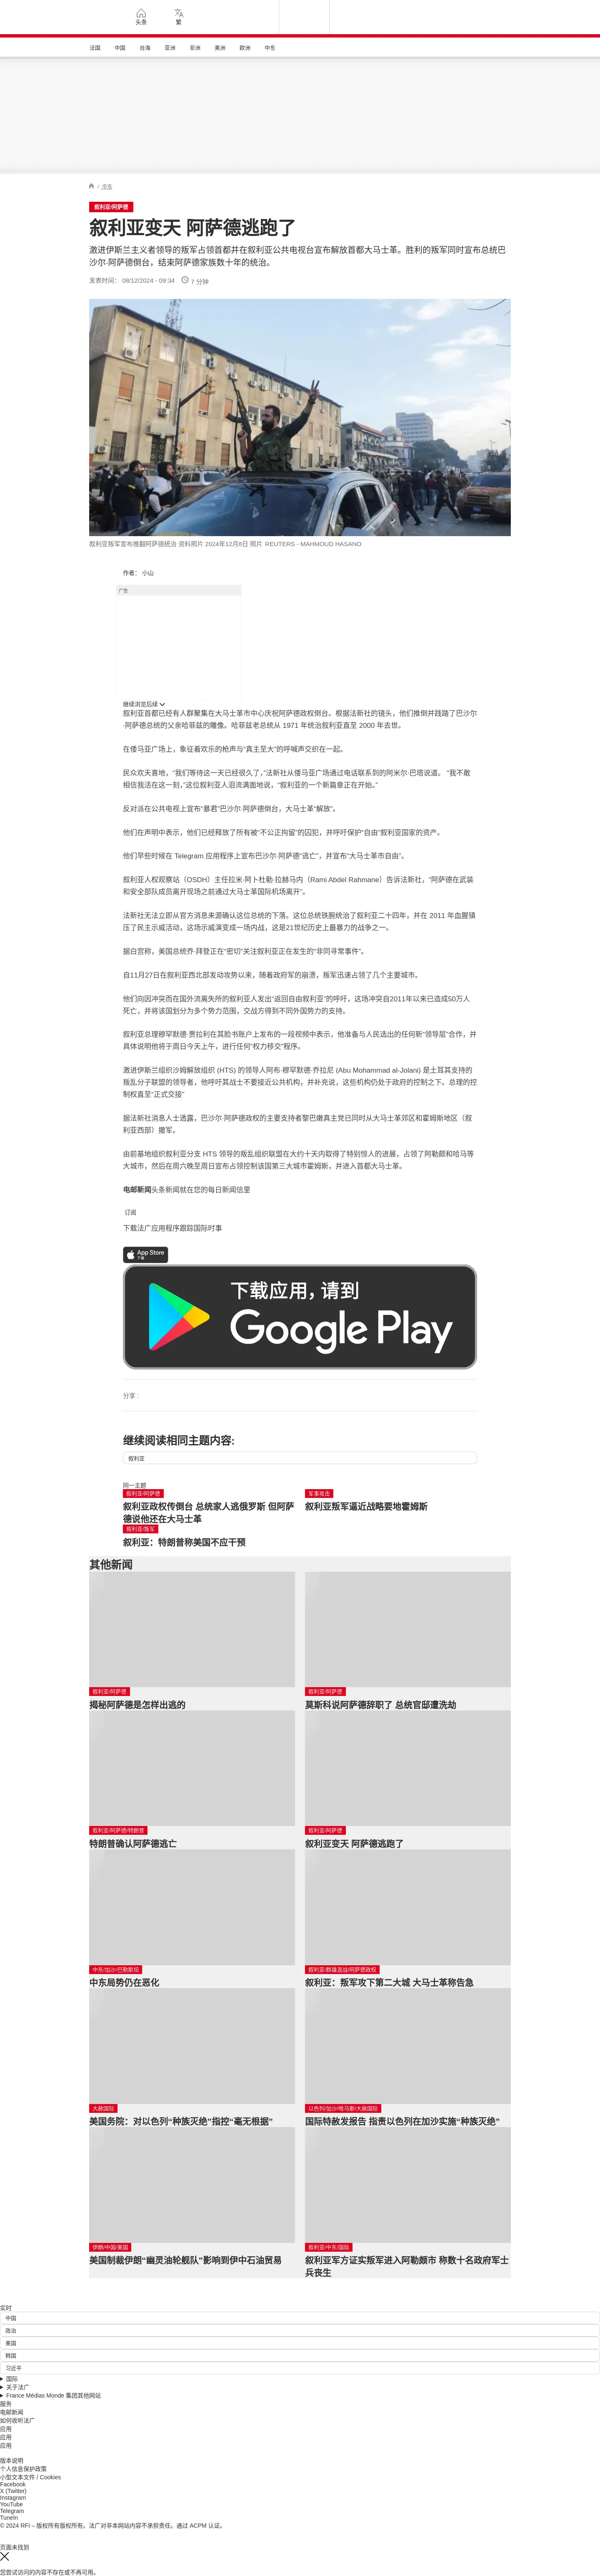 头条
繁
法国 中国 台海 亚洲 非洲 美洲 欧洲 中东
/ 中东
叙利亚/阿萨德
叙利亚变天 阿萨德逃跑了
激进伊斯兰主义者领导的叛军占领首都并在叙利亚公共电视台宣布解放首都大马士革。胜利的叛军同时宣布总统巴
沙尔·阿萨德倒台，结束阿萨德家族数十年的统治。
发表时间： 08/12/2024 - 09:34 7 分钟
叙利亚叛军宣布推翻阿萨德统治 资料照片 2024年12月8日 照片 REUTERS - MAHMOUD HASANO
作者： 小山
广告
继续浏览后续
叙利亚首都已经有人群聚集在大马士革市中心庆祝阿萨德政权倒台。根据法新社的镜头，他们推倒并践踏了巴沙尔
·阿萨德总统的父亲哈菲兹的雕像。哈菲兹老总统从 1971 年统治叙利亚直至 2000 年去世。
在倭马亚广场上，象征着欢乐的枪声与“真主至大”的呼喊声交织在一起。
民众欢天喜地，“我们等待这一天已经很久了，”法新社从倭马亚广场通过电话联系到的阿米尔·巴塔说道。 “我不敢
相信我活在这一刻，”这位叙利亚人泪流满面地说，“叙利亚的一个新篇章正在开始。”
反对派在公共电视上宣布“暴君”巴沙尔·阿萨德倒台，大马士革“解放”。
他们在声明中表示，他们已经释放了所有被“不公正拘留”的囚犯，并呼吁保护“自由”叙利亚国家的资产。
他们早些时候在 Telegram 应用程序上宣布巴沙尔·阿萨德“逃亡”，并宣布“大马士革市自由”。
叙利亚人权观察站（OSDH）主任拉米·阿卜杜勒·拉赫马内（Rami Abdel Rahmane）告诉法新社，“阿萨德在武装
和安全部队成员离开现场之前通过大马士革国际机场离开”。
法新社无法立即从官方消息来源确认这位总统的下落。这位总统铁腕统治了叙利亚二十四年，并在 2011 年血腥镇
压了民主示威活动，这场示威演变成一场内战，这是21世纪历史上最暴力的战争之一。
据白宫称，美国总统乔·拜登正在“密切”关注叙利亚正在发生的“非同寻常事件”。
自11月27日在叙利亚西北部发动攻势以来，随着政府军的崩溃，叛军迅速占领了几个主要城市。
他们向因冲突而在国外流离失所的叙利亚人发出“返回自由叙利亚”的呼吁，这场冲突自2011年以来已造成50万人
死亡，并将该国划分为多个势力范围，交战方得到不同外国势力的支持。
叙利亚总理穆罕默德·贾拉利在其脸书账户上发布的一段视频中表示，他准备与人民选出的任何新“领导层”合作，并
具体说明他将于周日今天上午，进行任何“权力移交”程序。
激进伊斯兰组织沙姆解放组织 (HTS) 的领导人阿布·穆罕默德·乔拉尼 (Abu Mohammad al-Jolani) 是土耳其支持的
叛乱分子联盟的领导者，他呼吁其战士不要接近公共机构，并补充说，这些机构仍处于政府的控制之下。总理的控
制权直至“正式交接”
据法新社消息人士透露，巴沙尔·阿萨德政权的主要支持者黎巴嫩真主党已同时从大马士革郊区和霍姆斯地区（叙
利亚西部）撤军。
由前基地组织叙利亚分支 HTS 领导的叛乱组织联盟在大约十天内取得了特别惊人的进展，占领了阿勒颇和哈马等
大城市，然后在周六晚至周日宣布占领控制该国第三大城市霍姆斯，并进入首都大马士革。
电邮新闻头条新闻就在您的每日新闻信里
订阅
下载法广应用程序跟踪国际时事
App Store
下载
下载应用，请到
Google Play
分享 :
继续阅读相同主题内容:
叙利亚
同一主题
叙利亚/阿萨德
叙利亚政权传倒台 总统家人逃俄罗斯 但阿萨
德说他还在大马士革
军事攻击
叙利亚叛军逼近战略要地霍姆斯
叙利亚/叛军
叙利亚：特朗普称美国不应干预
其他新闻
叙利亚/阿萨德
揭秘阿萨德是怎样出逃的
叙利亚/阿萨德
莫斯科说阿萨德辞职了 总统官邸遭洗劫
叙利亚/阿萨德/特朗普
特朗普确认阿萨德逃亡
叙利亚/阿萨德
叙利亚变天 阿萨德逃跑了
中东/加沙/巴勒斯坦
中东局势仍在恶化
叙利亚/群雄混战/阿萨德政权
叙利亚：叛军攻下第二大城 大马士革称告急
大赦国际
美国务院：对以色列“种族灭绝”指控“毫无根据”
以色列/加沙/哈马斯/大赦国际
国际特赦发报告 指责以色列在加沙实施“种族灭绝”
伊朗/中国/美国
美国制裁伊朗“幽灵油轮舰队”影响到伊中石油贸易
叙利亚/中东/国际
叙利亚军方证实叛军进入阿勒颇市 称数十名政府军士
兵丧生
实时
中国
政治
美国
韩国
习近平
国际
关于法广
France Médias Monde 集团其他网站
服务
电邮新闻
如何收听法广
应用
应用
应用
版本说明
个人信息保护政策
小型文本文件 / Cookies
Facebook
X (Twitter)
Instagram
YouTube
Telegram
TuneIn
© 2024 RFI – 版权所有版权所有。法广对非本网站内容不承担责任。通过 ACPM 认证。
页面未找到
您尝试访问的内容不存在或不再可用。